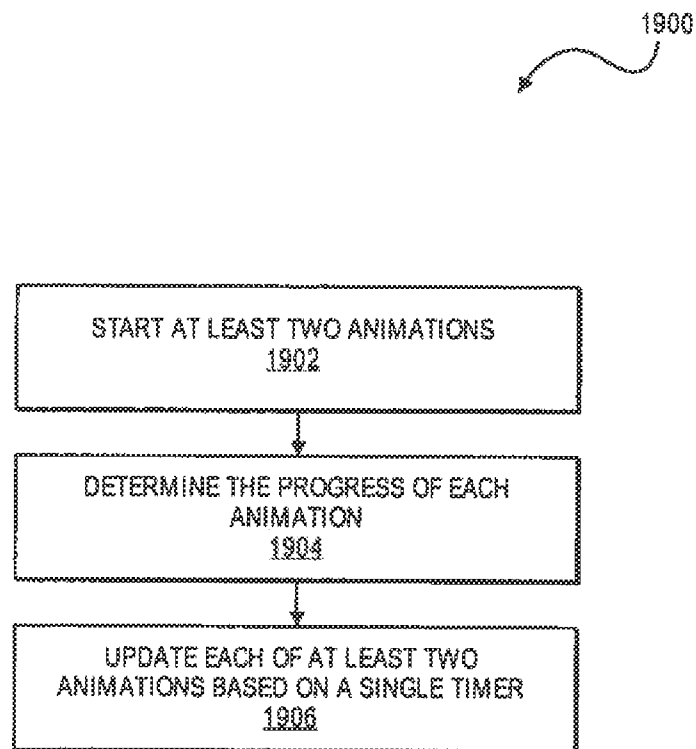 1900
START AT LEAST TWO ANIMATIONS
1902
DETERMINE THE PROGRESS OF EACH
ANIMATION
1904
UPDATE EACH OF AT LEAST TWO
ANIMATIONS BASED ON A SINGLE TIMER
1906